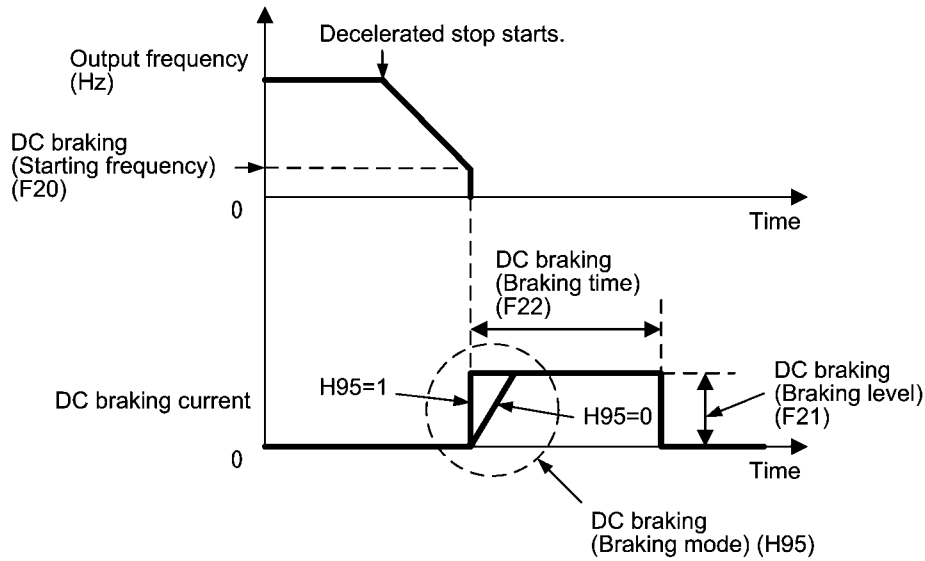 Decelerated stop starts.
Output frequency
(Hz)
DC braking
(Starting frequency)
(F20)
0
Time
DC braking
(Braking time)
(F22)
H95=1
DC braking current
H95=0
DC braking
(Braking level)
(F21)
0
Time
DC braking
(Braking mode) (H95)